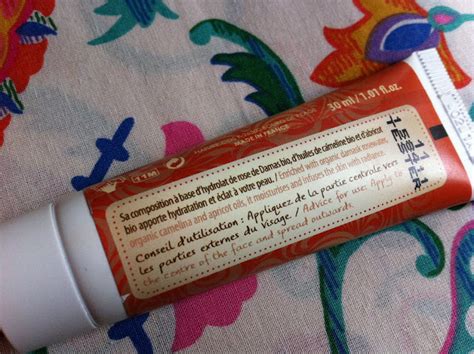 30 ml / 1.01 fl.oz.
MADE IN FRANCE
Sa composition à base d'hydrolat de rose de Damas bio, d'huiles de cameline bio et d'abricot
bio apporte hydratation et éclat à votre peau. / Enriched with organic damask rosewater,
organic camelina and apricot oils, it moisturizes and infuses the skin with radiance.
Conseil d'utilisation : Appliquez de la partie centrale vers
les parties externes du visage / Advice for use: Apply to
the centre of the face and spread outwards.